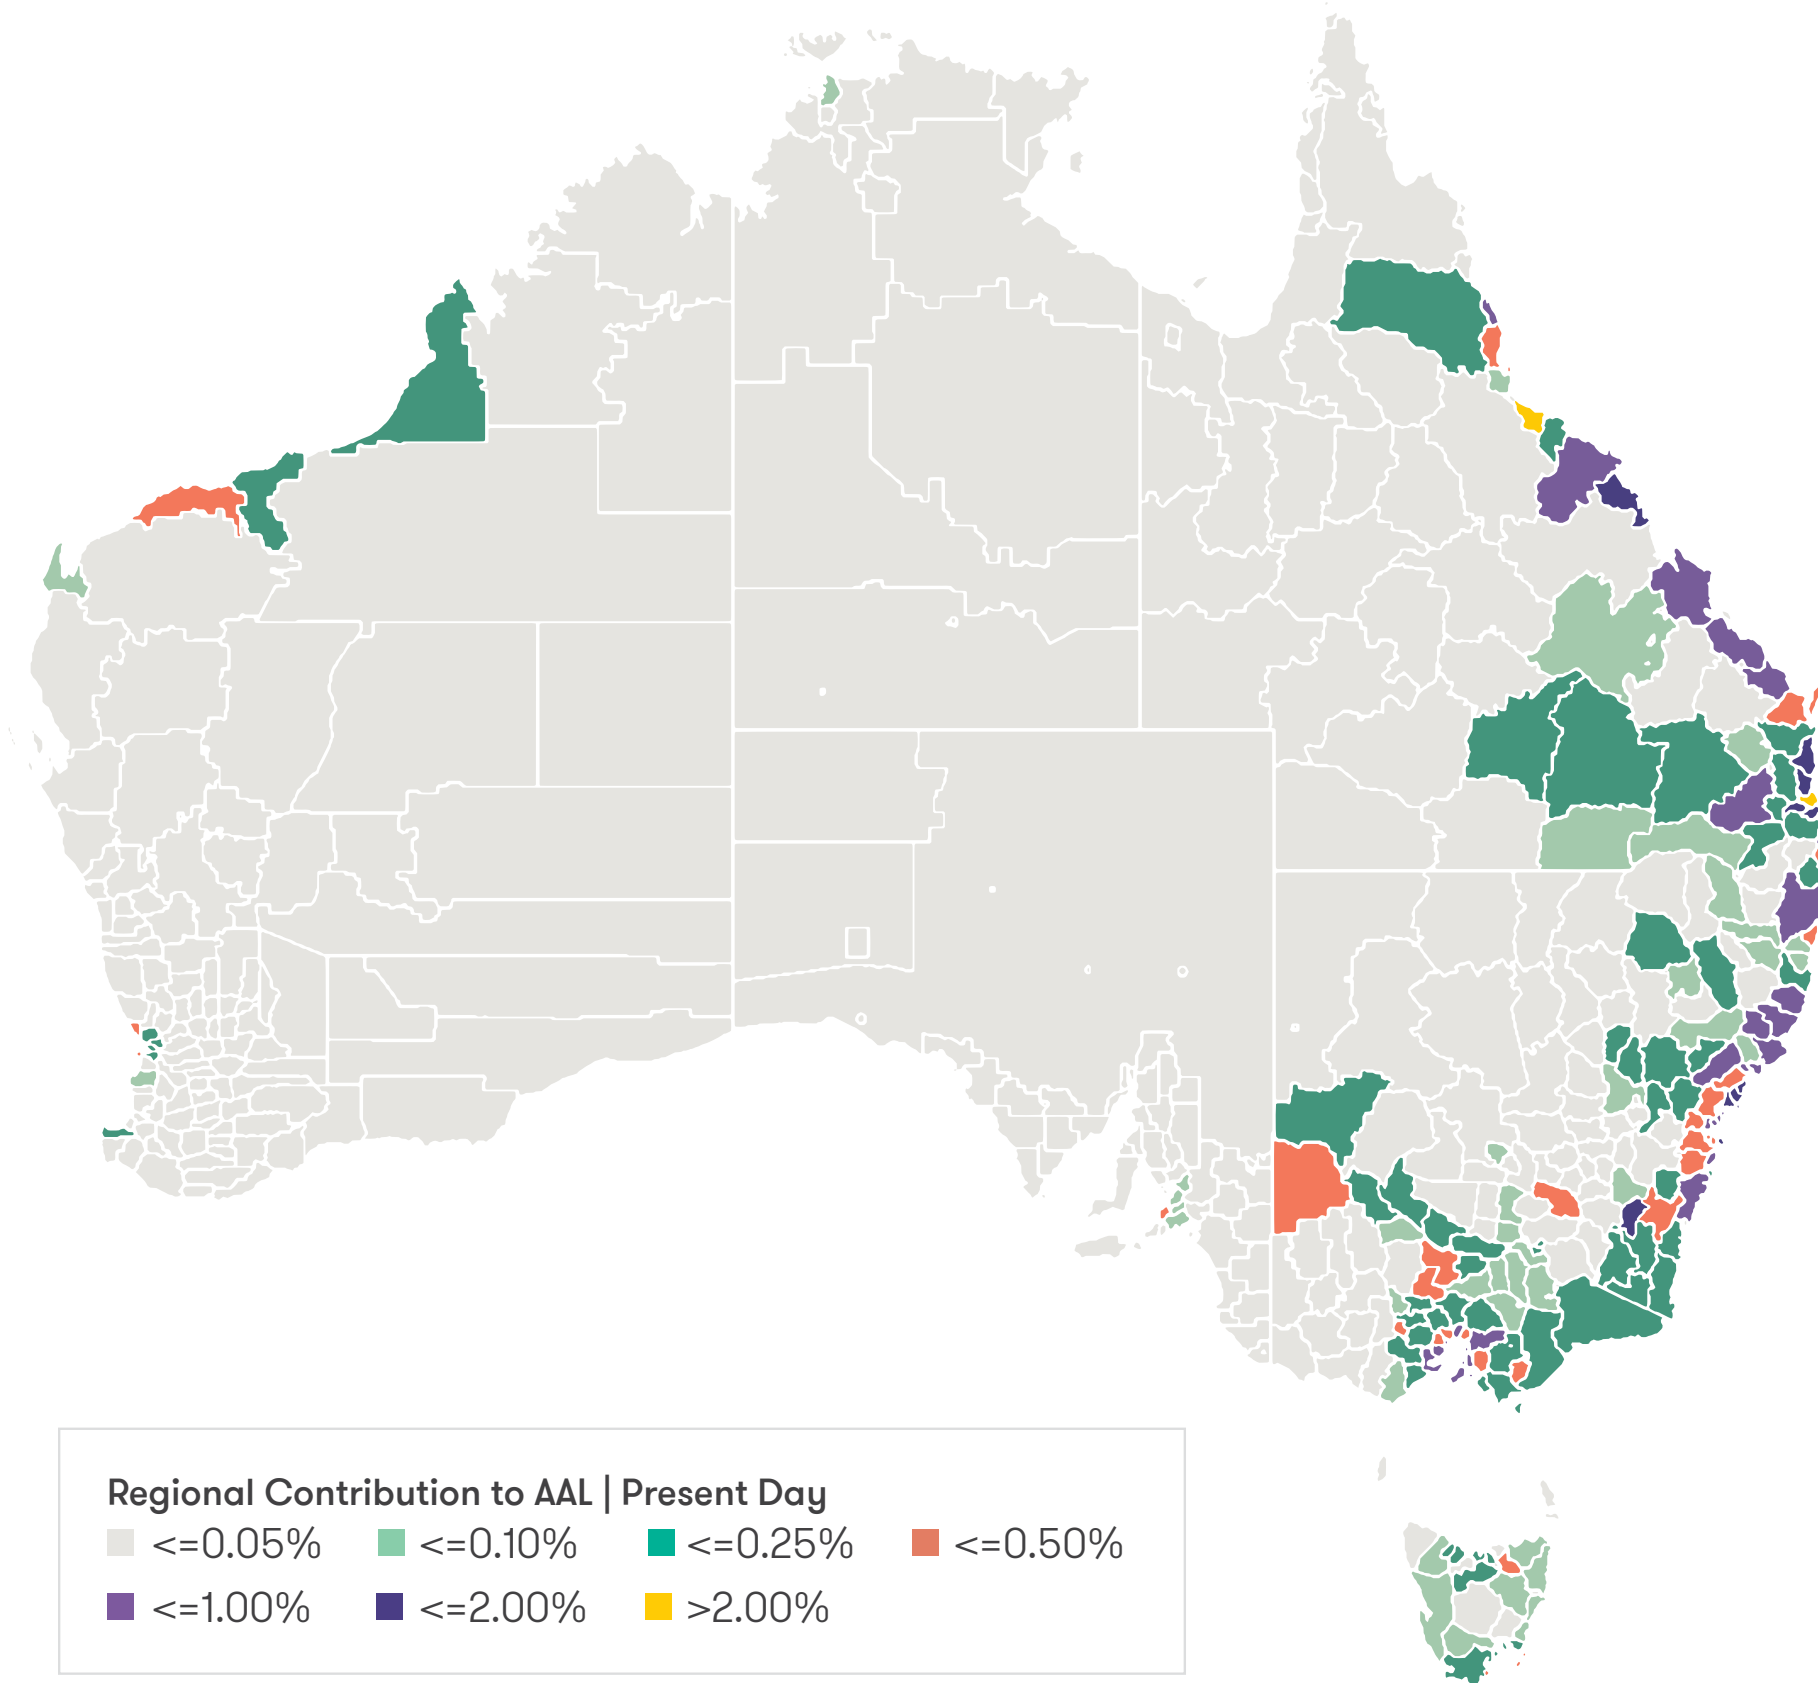 Regional Contribution to AAL | Present Day
<=0.05% <=0.10% <=0.25% <=0.50%
<=1.00% <=2.00% >2.00%